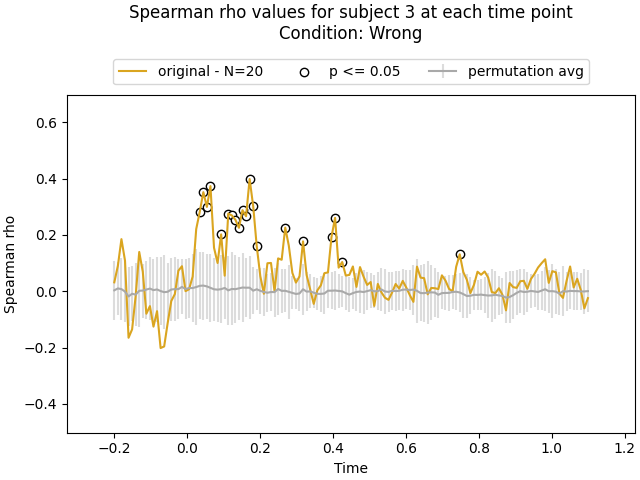 Spearman rho values for subject 3 at each time point
Condition: Wrong
original - N=20
p <= 0.05
permutation avg
Spearman rho
0.6
0.4
0.2
0.0
−0.2
−0.4
−0.2
0.0
0.2
0.4
0.6
0.8
1.0
1.2
Time